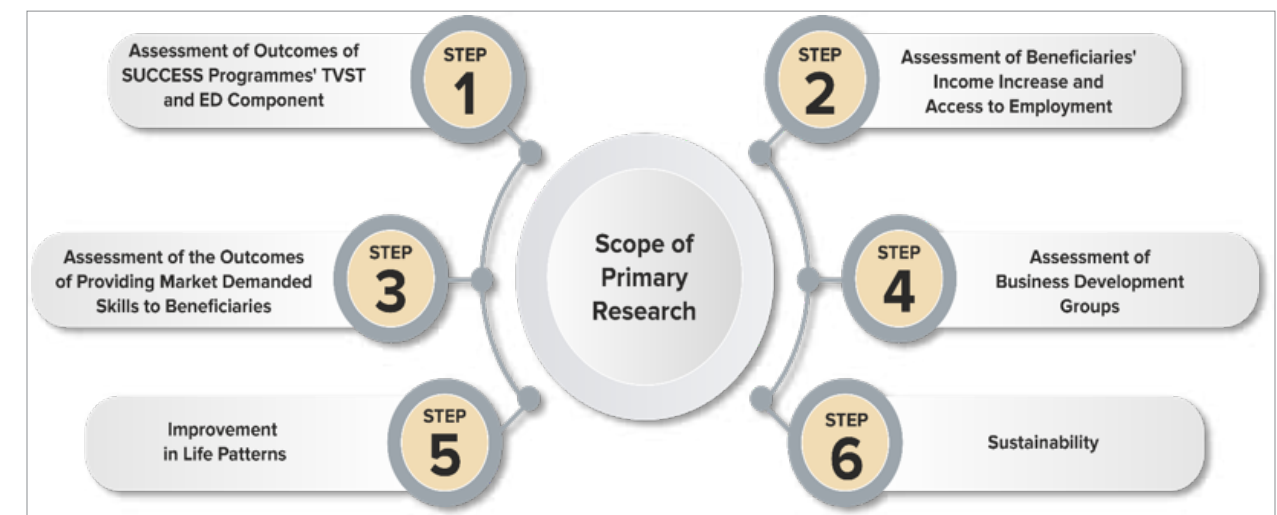 Assessment of Outcomes of
SUCCESS Programmes' TVST
and ED Component
STEP
1
STEP
2
Assessment of Beneficiaries'
Income Increase and
Access to Employment
Assessment of the Outcomes
of Providing Market Demanded
Skills to Beneficiaries
STEP
3
Scope of
Primary
Research
STEP
4
Assessment of
Business Development
Groups
Improvement
in Life Patterns
STEP
5
STEP
6
Sustainability